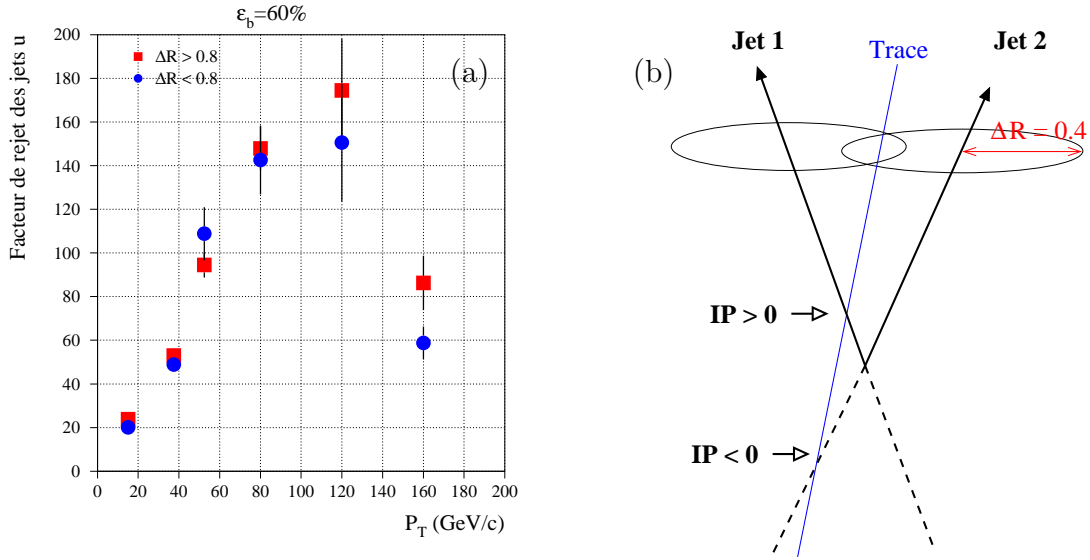 ε_b=60%
Facteur de rejet des jets u
200
180
160
140
120
100
80
60
40
20
0
ΔR > 0.8
ΔR < 0.8
(a)
0 20 40 60 80 100 120 140 160 180 200
P_T (GeV/c)
(b)
Jet 1
Trace
Jet 2
ΔR = 0.4
IP > 0
IP < 0